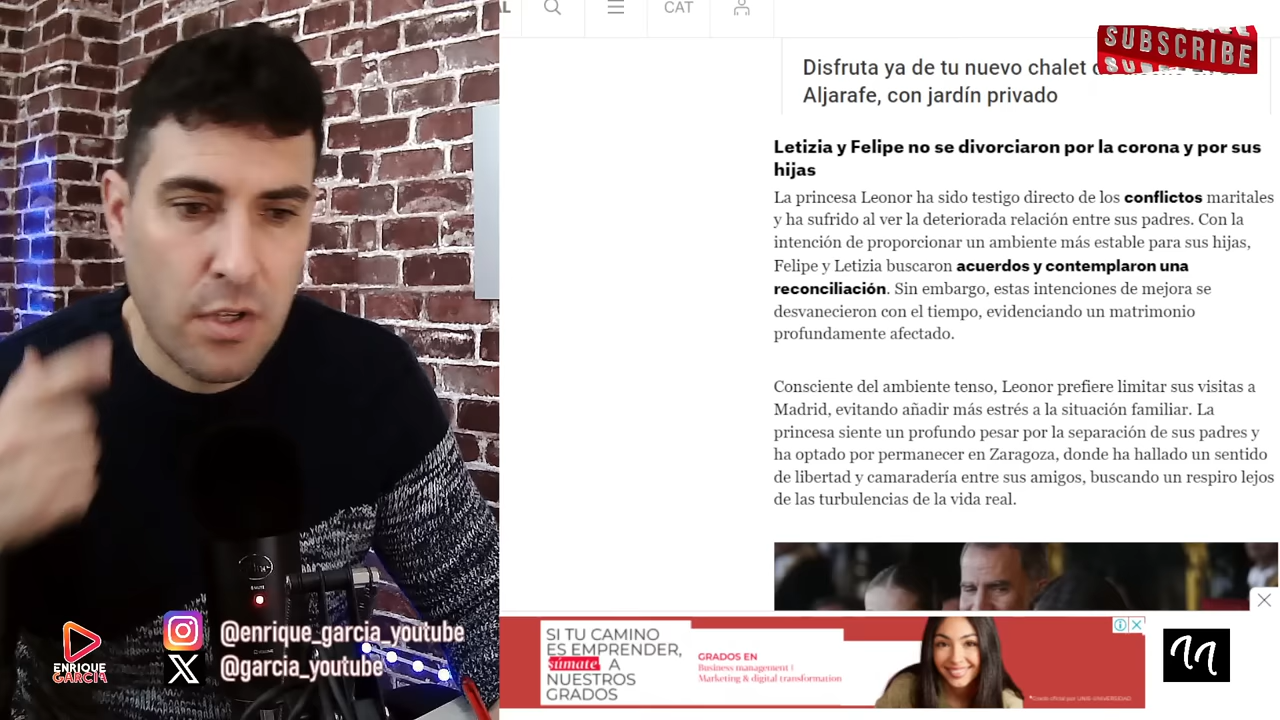 AL
CAT
SUBSCRIBE
Disfruta ya de tu nuevo chalet
Aljarafe, con jardín privado
Letizia y Felipe no se divorciaron por la corona y por sus
hijas
La princesa Leonor ha sido testigo directo de los conflictos maritales
y ha sufrido al ver la deteriorada relación entre sus padres. Con la
intención de proporcionar un ambiente más estable para sus hijas,
Felipe y Letizia buscaron acuerdos y contemplaron una
reconciliación. Sin embargo, estas intenciones de mejora se
desvanecieron con el tiempo, evidenciando un matrimonio
profundamente afectado.
Consciente del ambiente tenso, Leonor prefiere limitar sus visitas a
Madrid, evitando añadir más estrés a la situación familiar. La
princesa siente un profundo pesar por la separación de sus padres y
ha optado por permanecer en Zaragoza, donde ha hallado un sentido
de libertad y camaradería entre sus amigos, buscando un respiro lejos
de las turbulencias de la vida real.
@enrique_garcia_youtube
@garcia_youtube
ENRIQUE
GARCIA
SI TU CAMINO
ES EMPRENDER,
súmate A
NUESTROS
GRADOS
GRADOS EN
Business management I
Marketing & digital transformation